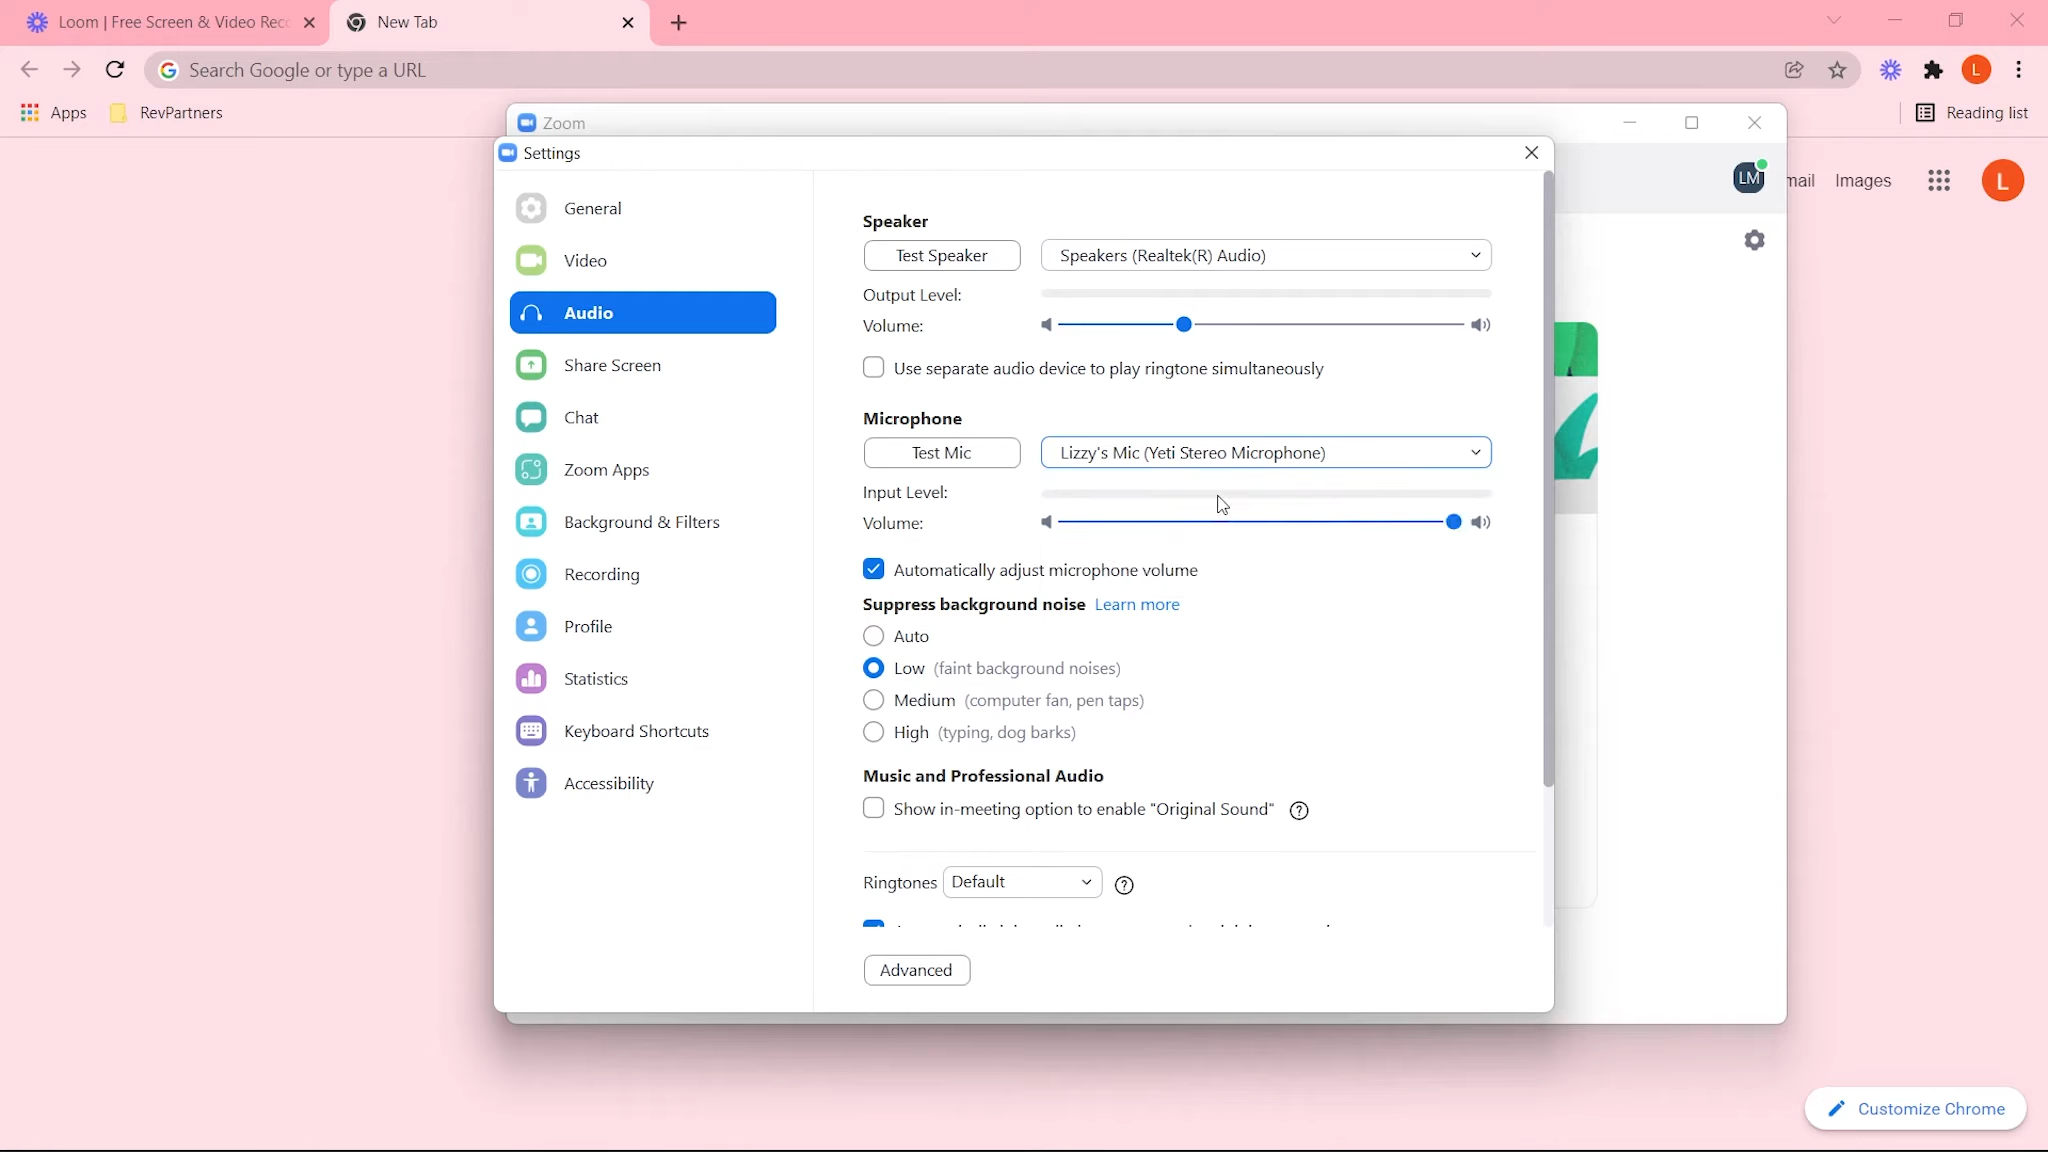 Loom | Free Screen & Video Rec
New Tab
Search Google or type a URL
Apps
RevPartners
Reading list
Zoom
Settings
LM
mail
Images
L
L
General
Video
Audio
Share Screen
Chat
Zoom Apps
Background & Filters
Recording
Profile
Statistics
Keyboard Shortcuts
Accessibility
Speaker
Test Speaker
Speakers (Realtek(R) Audio)
Output Level:
Volume:
Use separate audio device to play ringtone simultaneously
Microphone
Test Mic
Lizzy's Mic (Yeti Stereo Microphone)
Input Level:
Volume:
Automatically adjust microphone volume
Suppress background noise Learn more
Auto
Low (faint background noises)
Medium (computer fan, pen taps)
High (typing, dog barks)
Music and Professional Audio
Show in-meeting option to enable "Original Sound"
Ringtones Default
Advanced
Customize Chrome